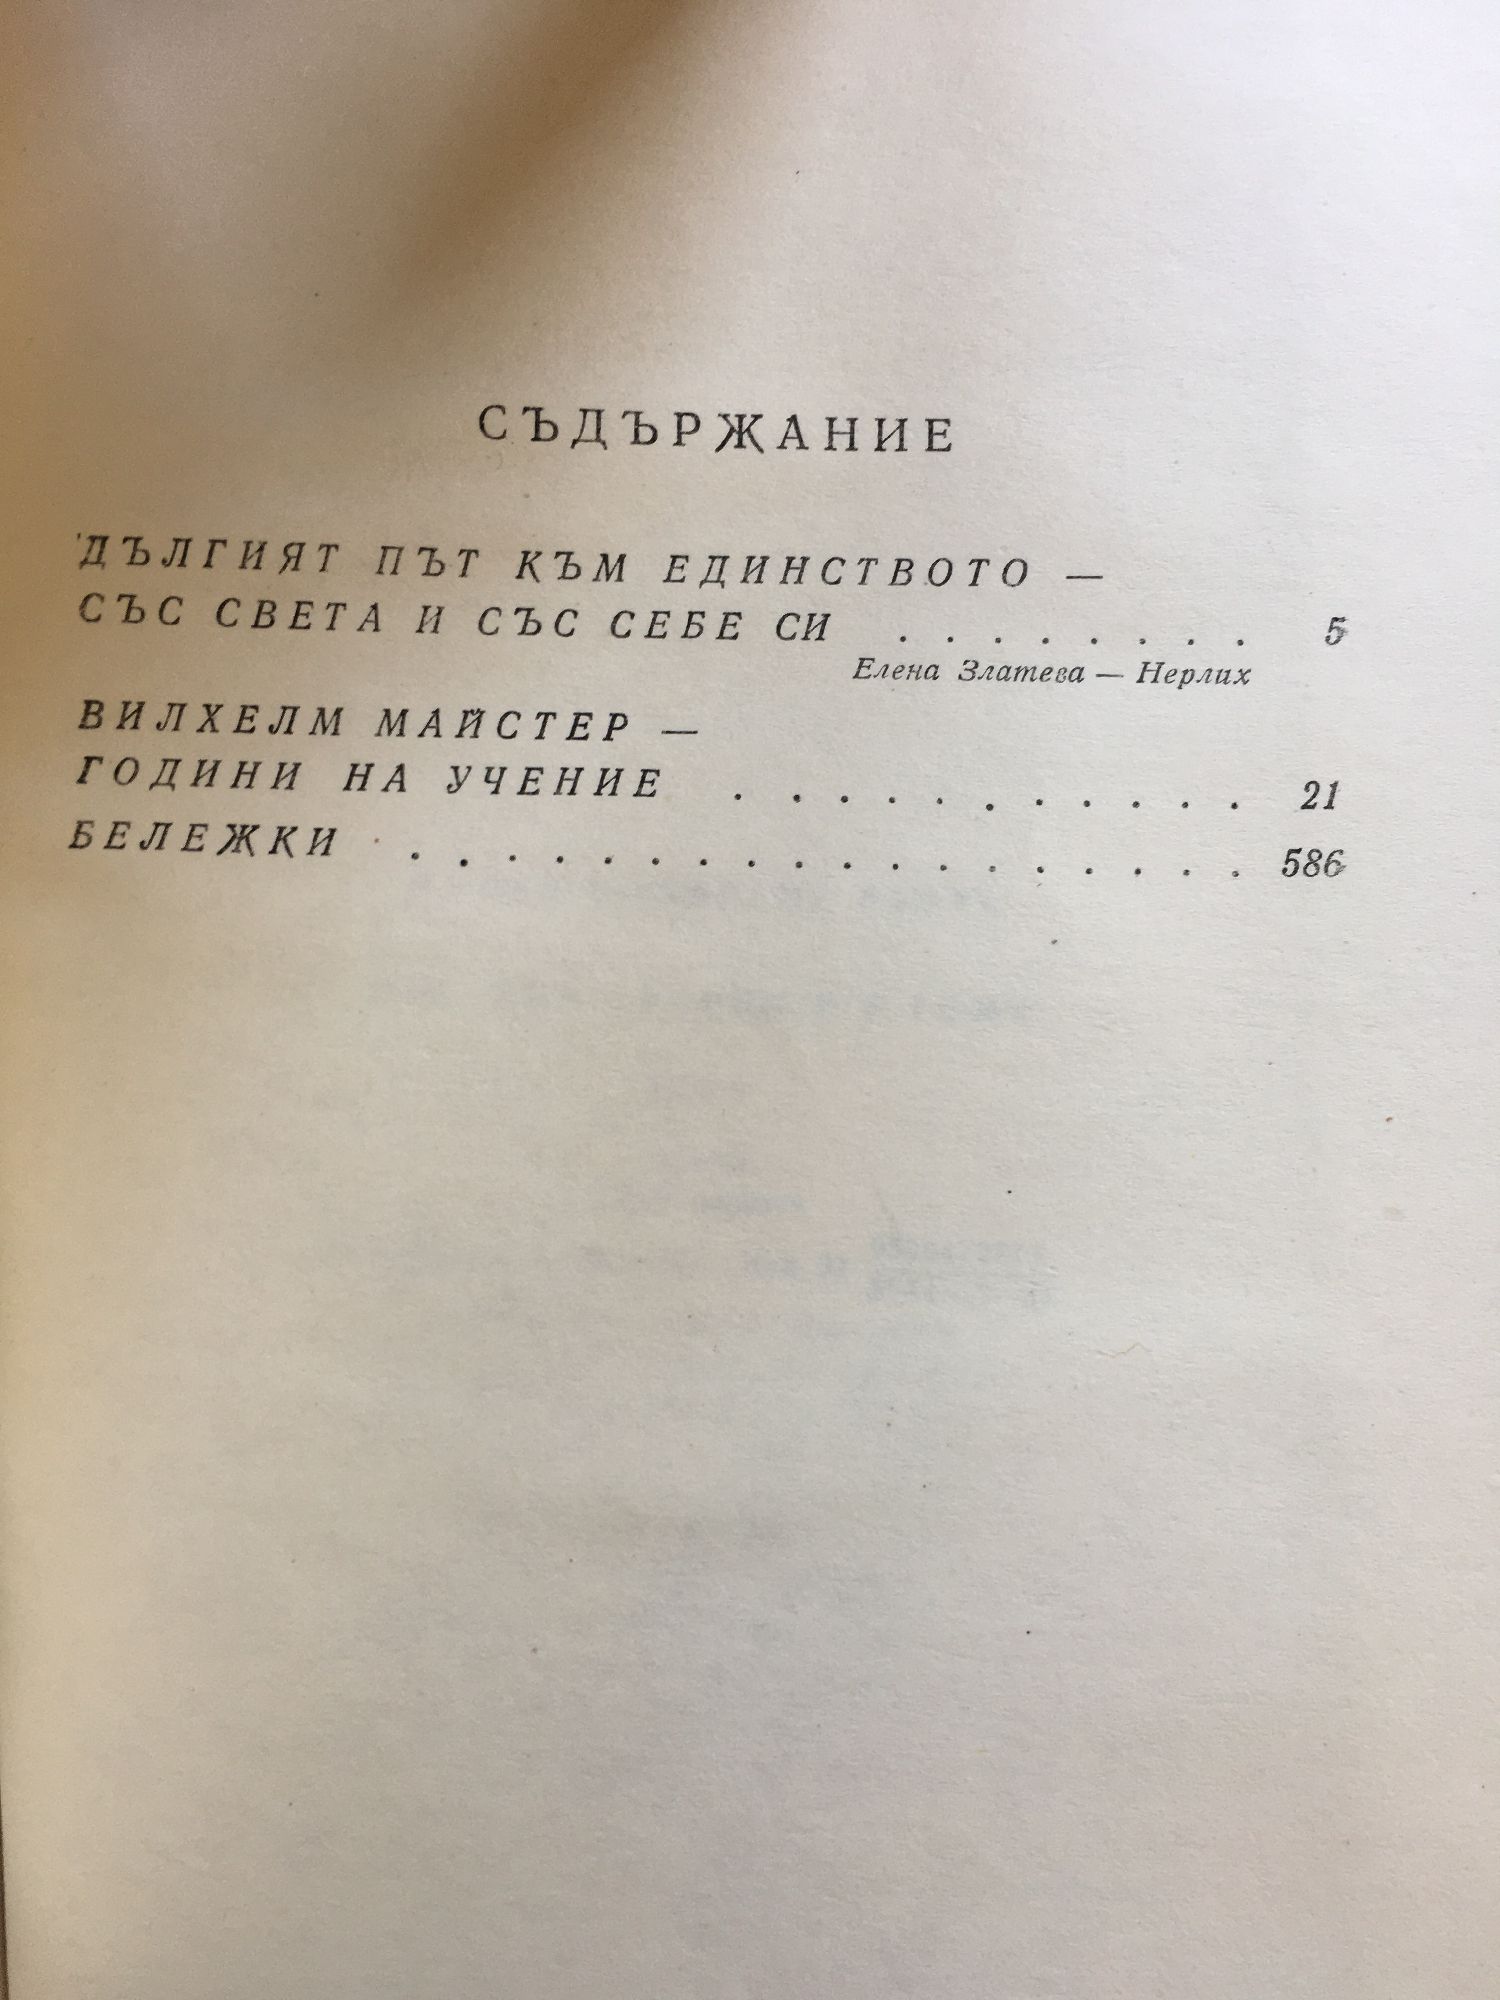 СЪДЪРЖАНИЕ
ДЪЛГИЯТ ПЪТ КЪМ ЕДИНСТВОТО —
СЪС СВЕТА И СЪС СЕБЕ СИ . . . . . . . . 5
Елена Златева — Нерлих
ВИЛХЕЛМ МАЙСТЕР —
ГОДИНИ НА УЧЕНИЕ . . . . . . . . . . . 21
БЕЛЕЖКИ . . . . . . . . . . . . . . . . . . 586